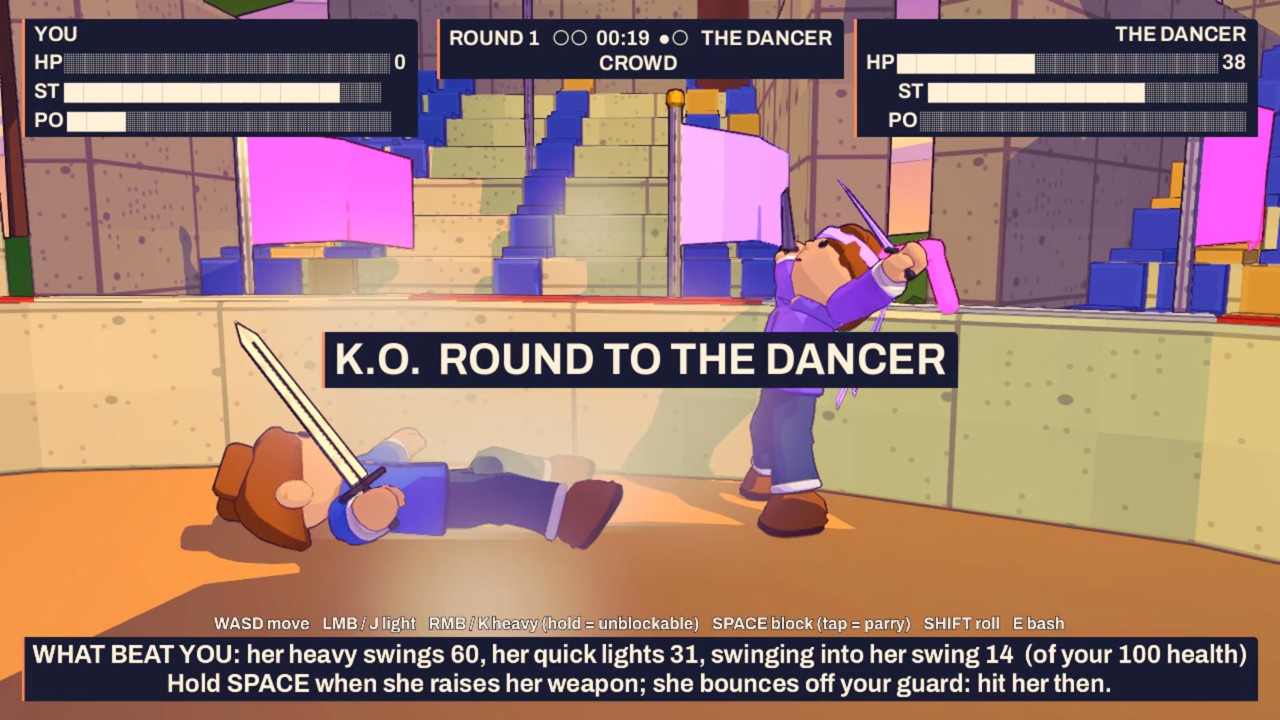 YOU
HP 0
ST
PO
ROUND 1 ○○ 00:19 ●○ THE DANCER
CROWD
THE DANCER
HP 38
ST
PO
K.O. ROUND TO THE DANCER
WASD move LMB / J light RMB / K heavy (hold = unblockable) SPACE block (tap = parry) SHIFT roll E bash
WHAT BEAT YOU: her heavy swings 60, her quick lights 31, swinging into her swing 14 (of your 100 health)
Hold SPACE when she raises her weapon; she bounces off your guard: hit her then.